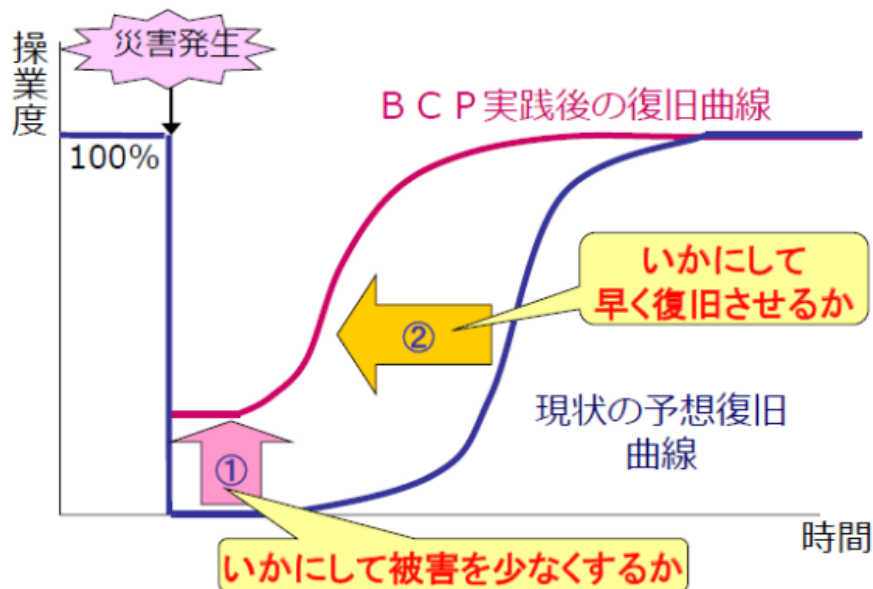 災害発生
操業度
100%
BCP実践後の復旧曲線
いかにして
早く復旧させるか
②
現状の予想復旧
曲線
①
時間
いかにして被害を少なくするか